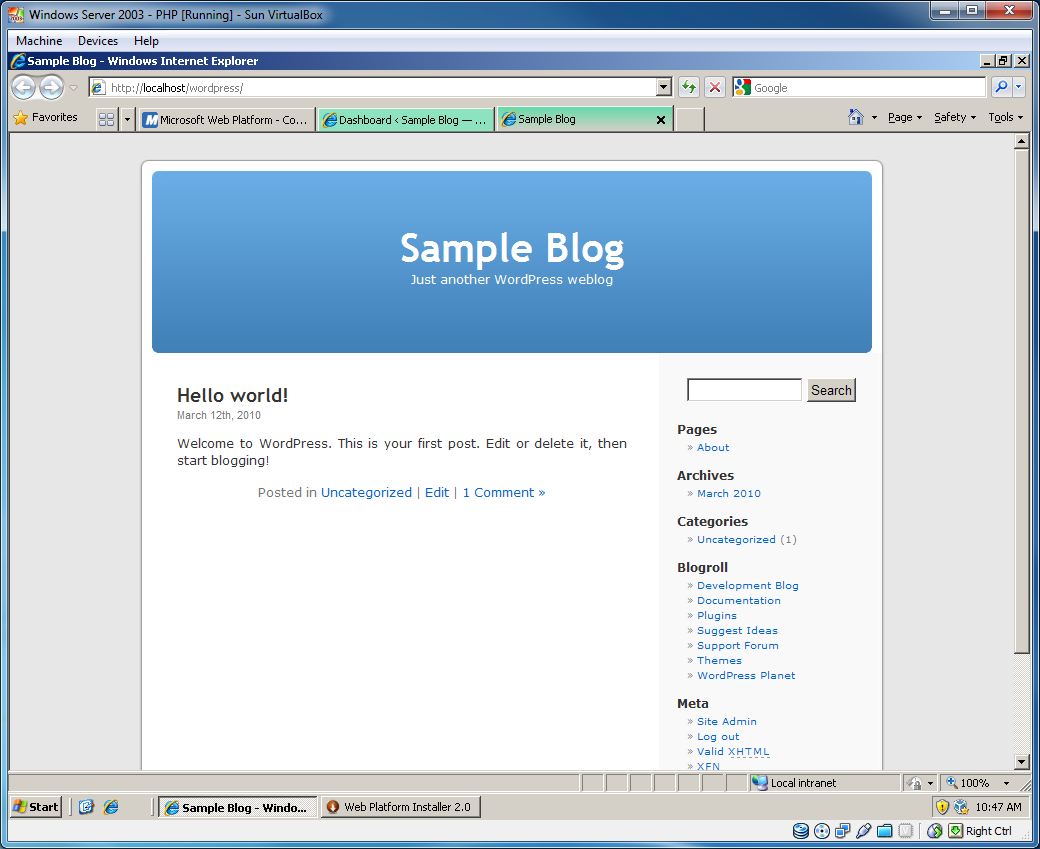 Windows Server 2003 - PHP [Running] - Sun VirtualBox
Machine Devices Help
Sample Blog - Windows Internet Explorer
http://localhost/wordpress/
Google
Favorites
Microsoft Web Platform - Co...
Dashboard ‹ Sample Blog — ...
Sample Blog
Page Safety Tools
Sample Blog
Just another WordPress weblog
Hello world!
March 12th, 2010
Welcome to WordPress. This is your first post. Edit or delete it, then
start blogging!
Posted in Uncategorized | Edit | 1 Comment »
Search
Pages
» About
Archives
» March 2010
Categories
» Uncategorized (1)
Blogroll
» Development Blog
» Documentation
» Plugins
» Suggest Ideas
» Support Forum
» Themes
» WordPress Planet
Meta
» Site Admin
» Log out
» Valid XHTML
» XFN
Local intranet
100%
Start
Sample Blog - Windo...
Web Platform Installer 2.0
10:47 AM
Right Ctrl